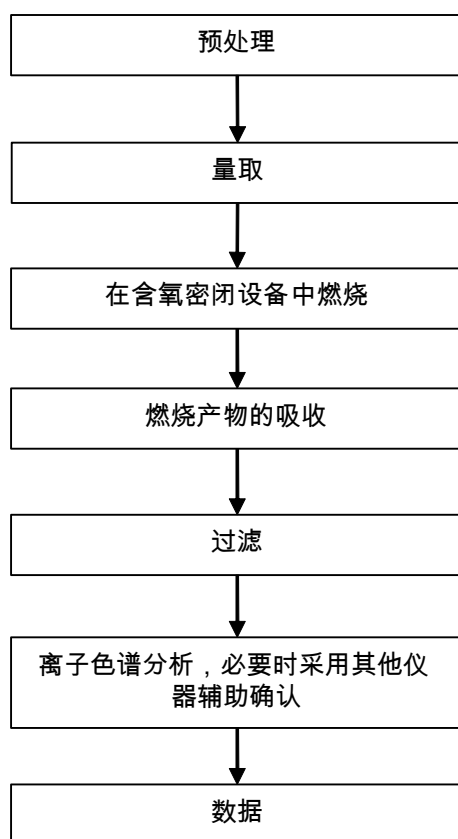 预处理
量取
在含氧密闭设备中燃烧
燃烧产物的吸收
过滤
离子色谱分析，必要时采用其他仪
器辅助确认
数据